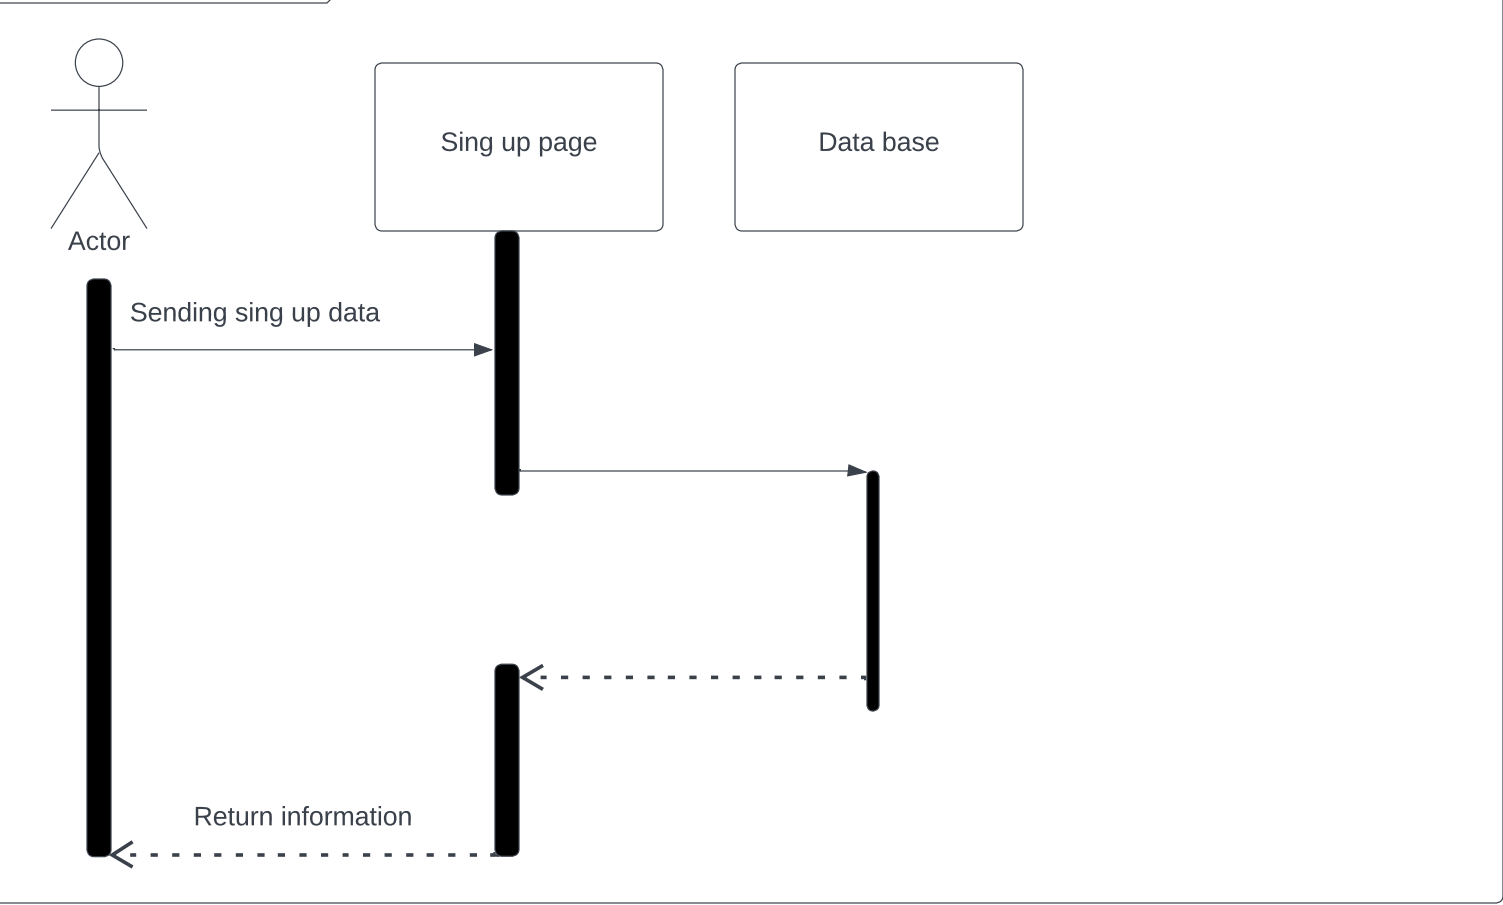 Sing up page
Data base
Actor
Sending sing up data
Return information